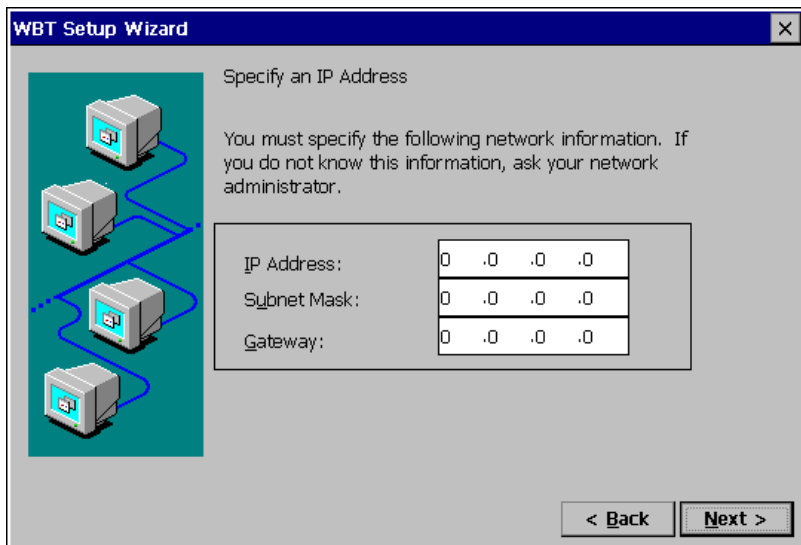 WBT Setup Wizard
Specify an IP Address
You must specify the following network information. If
you do not know this information, ask your network
administrator.
IP Address: 0 .0 .0 .0
Subnet Mask: 0 .0 .0 .0
Gateway: 0 .0 .0 .0
< Back Next >